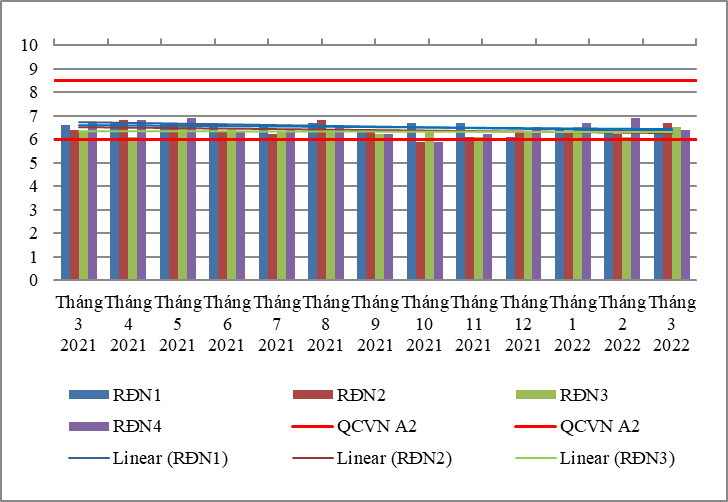 10
9
8
7
6
5
4
3
2
1
0
Tháng Tháng Tháng Tháng Tháng Tháng Tháng Tháng Tháng Tháng Tháng Tháng Tháng
3 4 5 6 7 8 9 10 11 12 1 2 3
2021 2021 2021 2021 2021 2021 2021 2021 2021 2021 2022 2022 2022
RĐN1 RĐN2 RĐN3
RĐN4 QCVN A2 QCVN A2
Linear (RĐN1) Linear (RĐN2) Linear (RĐN3)